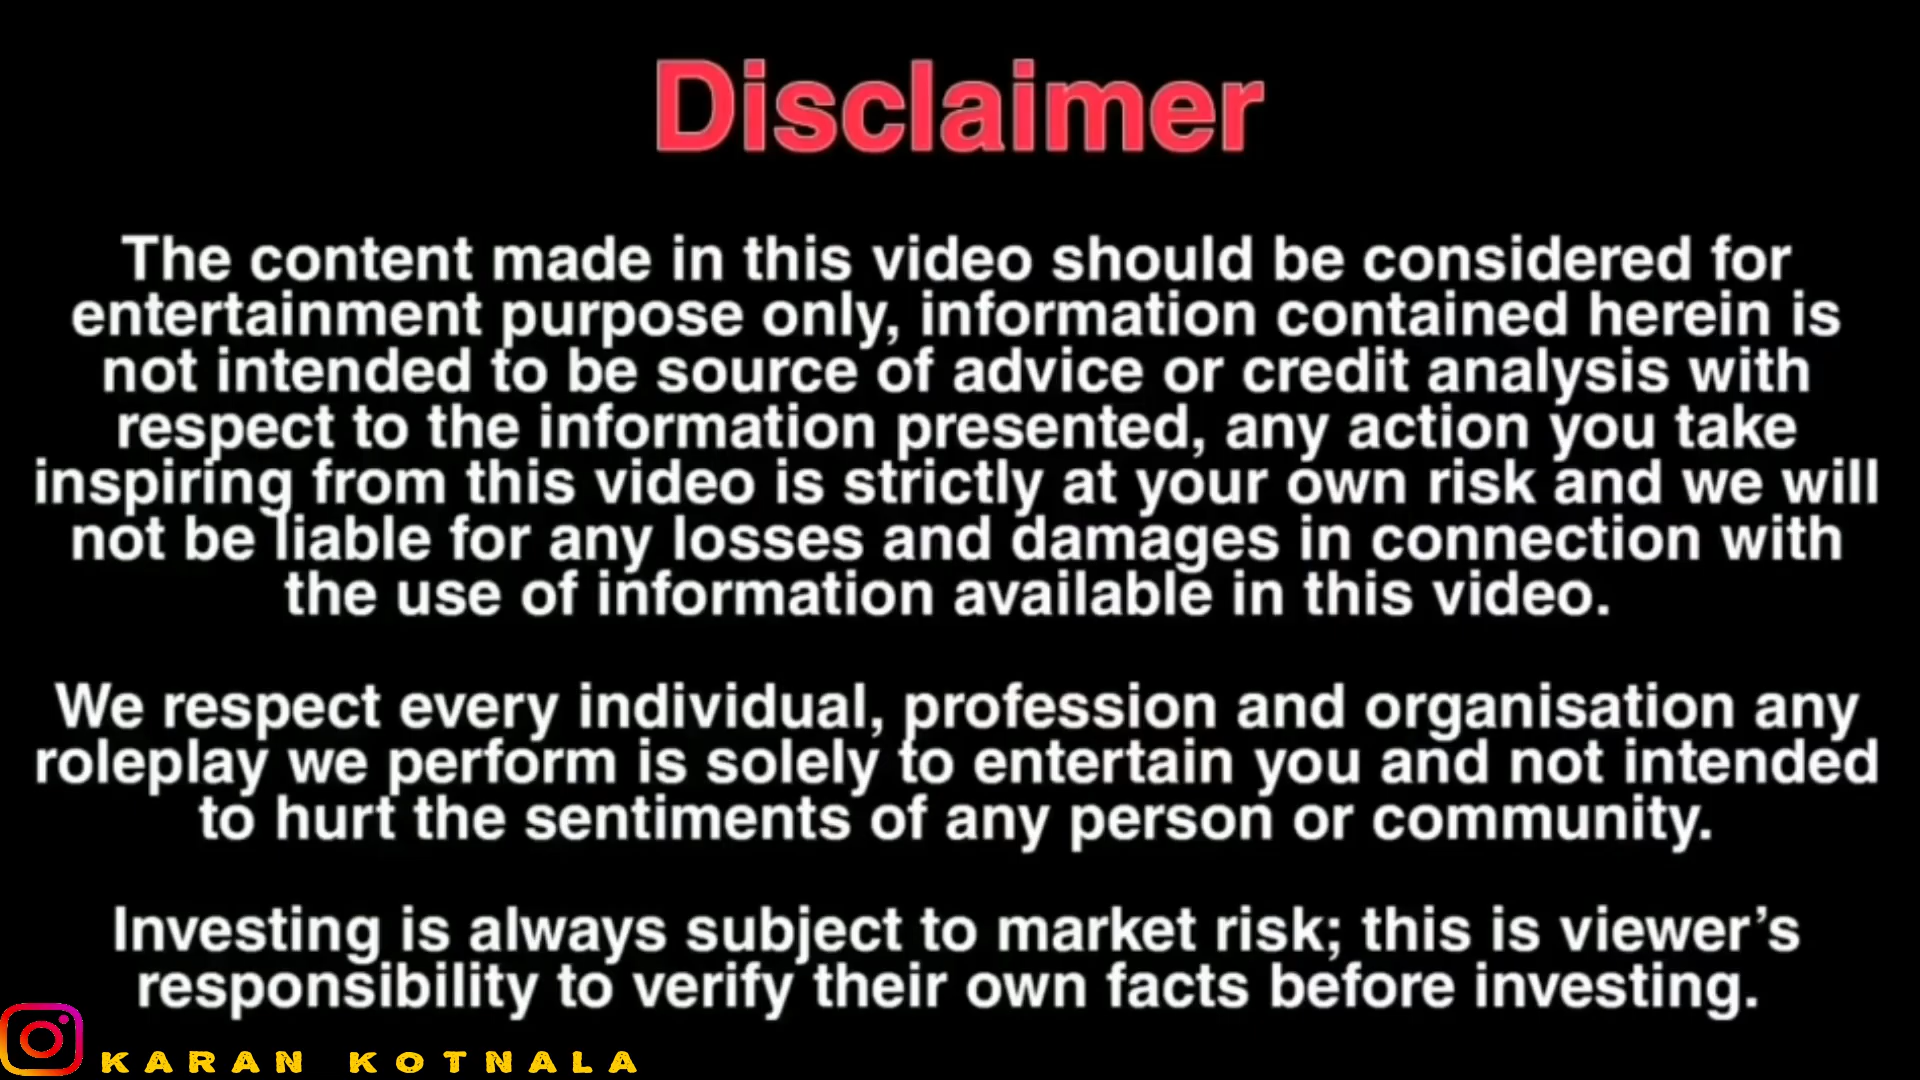 Disclaimer
The content made in this video should be considered for
entertainment purpose only, information contained herein is
not intended to be source of advice or credit analysis with
respect to the information presented, any action you take
inspiring from this video is strictly at your own risk and we will
not be liable for any losses and damages in connection with
the use of information available in this video.
We respect every individual, profession and organisation any
roleplay we perform is solely to entertain you and not intended
to hurt the sentiments of any person or community.
Investing is always subject to market risk; this is viewer’s
responsibility to verify their own facts before investing.
KARAN KOTNALA